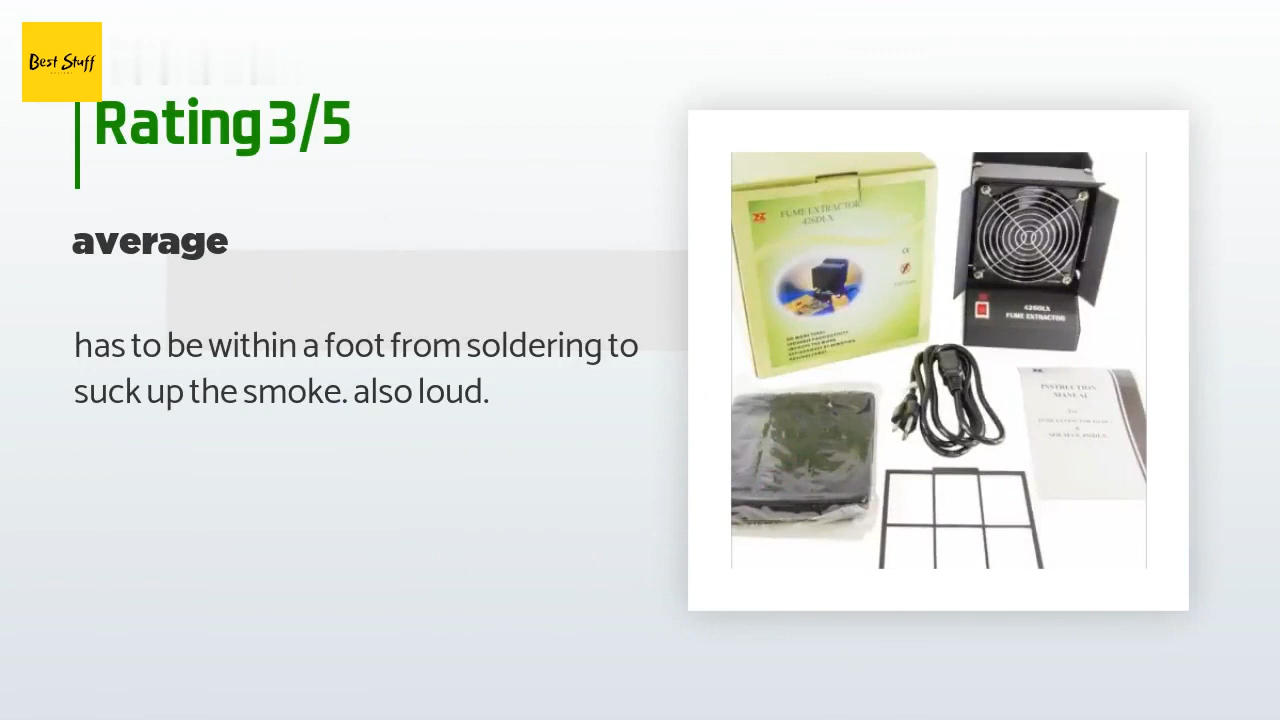 Best Stuff
Rating 3/5
average
has to be within a foot from soldering to
suck up the smoke. also loud.
FUME EXTRACTOR
426DLX
426DLX
FUME EXTRACTOR
INSTRUCTION
MANUAL